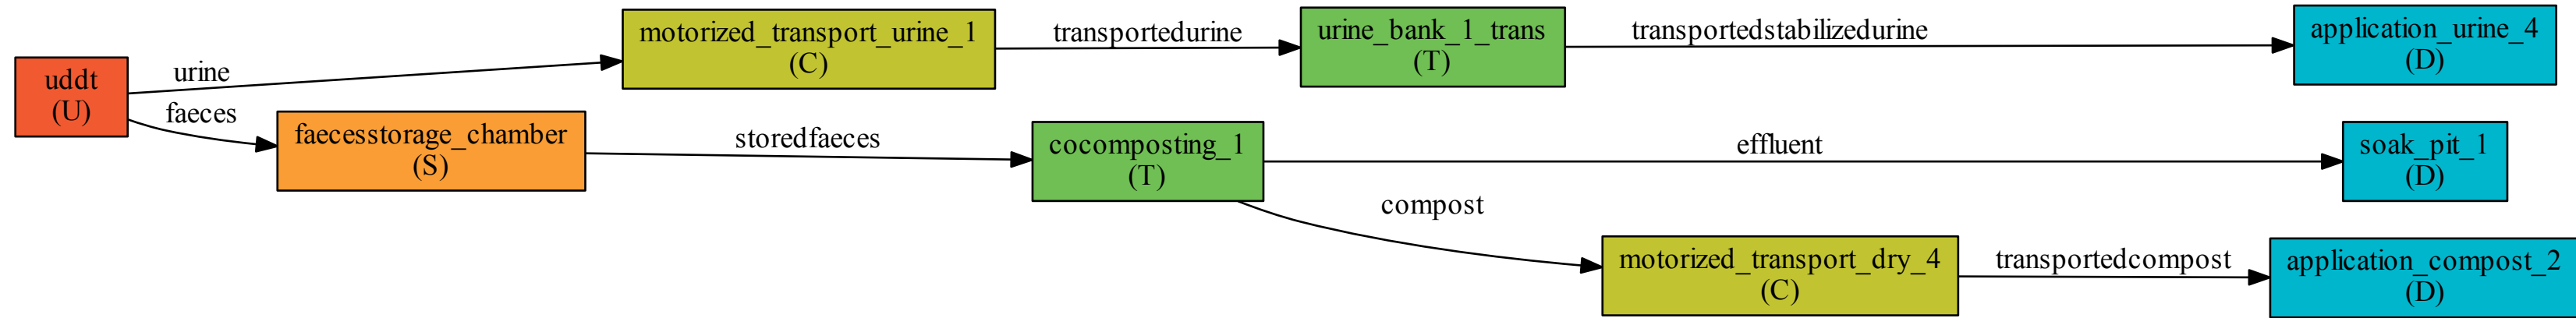 uddt
(U)
urine
faeces
motorized_transport_urine_1
(C)
transportedurine
urine_bank_1_trans
(T)
transportedstabilizedurine
application_urine_4
(D)
faecesstorage_chamber
(S)
storedfaeces
cocomposting_1
(T)
effluent
soak_pit_1
(D)
compost
motorized_transport_dry_4
(C)
transportedcompost
application_compost_2
(D)